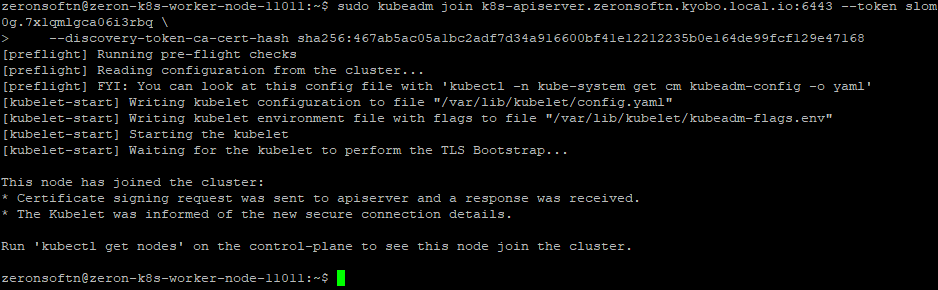 zeronsoftn@zeron-k8s-worker-node-11011:~$ sudo kubeadm join k8s-apiserver.zeronsoftn.kyobo.local.io:6443 --token slom
0g.7x1qmlgca06i3rbq \
>     --discovery-token-ca-cert-hash sha256:467ab5ac05a1bc2adf7d34a916600bf41e12212235b0e164de99fcf129e47168
[preflight] Running pre-flight checks
[preflight] Reading configuration from the cluster...
[preflight] FYI: You can look at this config file with 'kubectl -n kube-system get cm kubeadm-config -o yaml'
[kubelet-start] Writing kubelet configuration to file "/var/lib/kubelet/config.yaml"
[kubelet-start] Writing kubelet environment file with flags to file "/var/lib/kubelet/kubeadm-flags.env"
[kubelet-start] Starting the kubelet
[kubelet-start] Waiting for the kubelet to perform the TLS Bootstrap...
This node has joined the cluster:
* Certificate signing request was sent to apiserver and a response was received.
* The Kubelet was informed of the new secure connection details.
Run 'kubectl get nodes' on the control-plane to see this node join the cluster.
zeronsoftn@zeron-k8s-worker-node-11011:~$